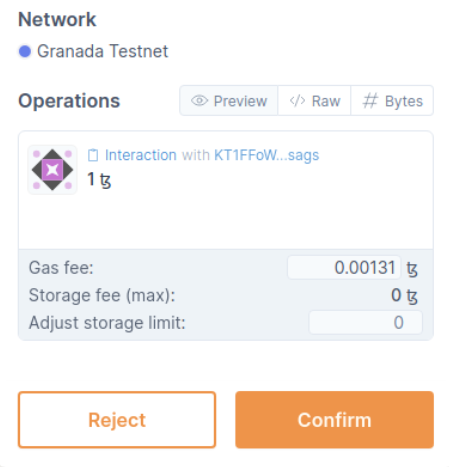 Network
Granada Testnet
Operations
Preview
</> Raw
# Bytes
Interaction with KT1FFoW...sags
1 ꜩ
Gas fee: 0.00131 ꜩ
Storage fee (max): 0 ꜩ
Adjust storage limit: 0
Reject
Confirm